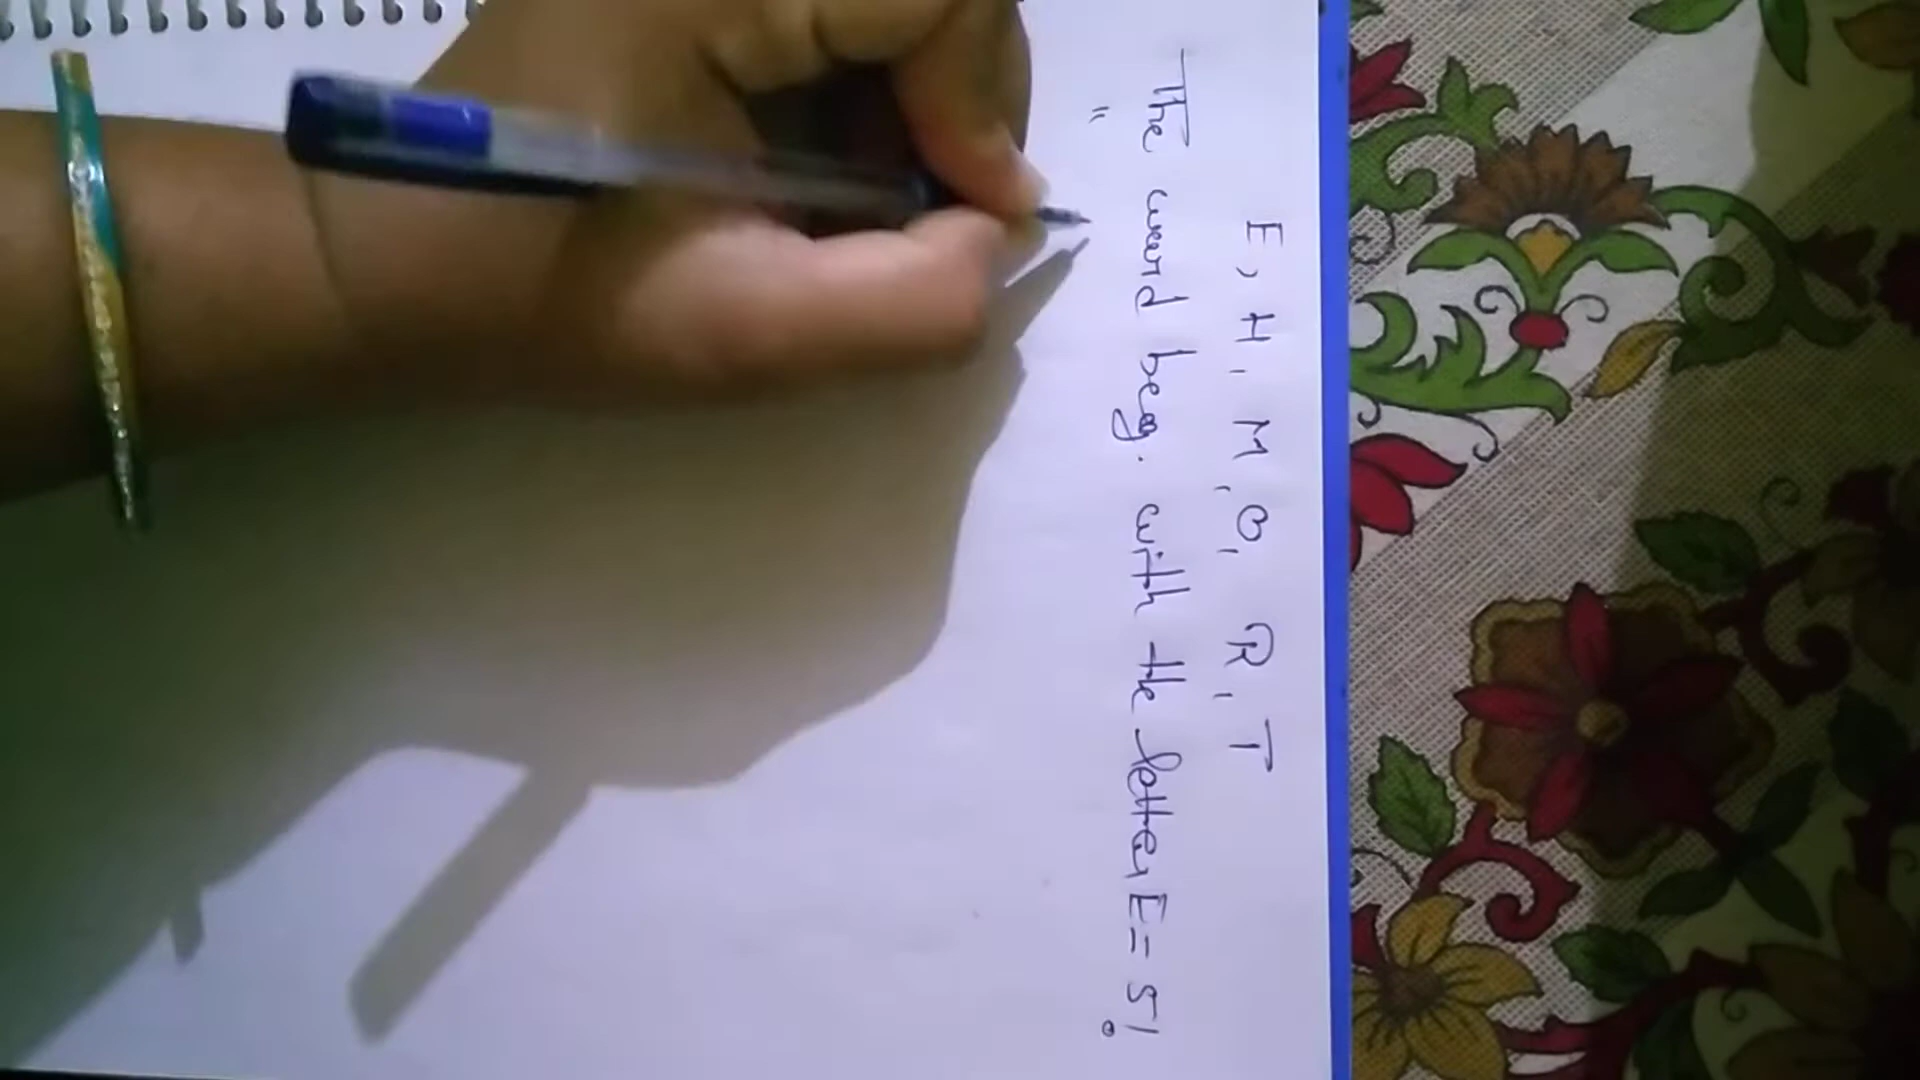 E, H, M, O, R, T
The word beg. with the letter E = 5!
"